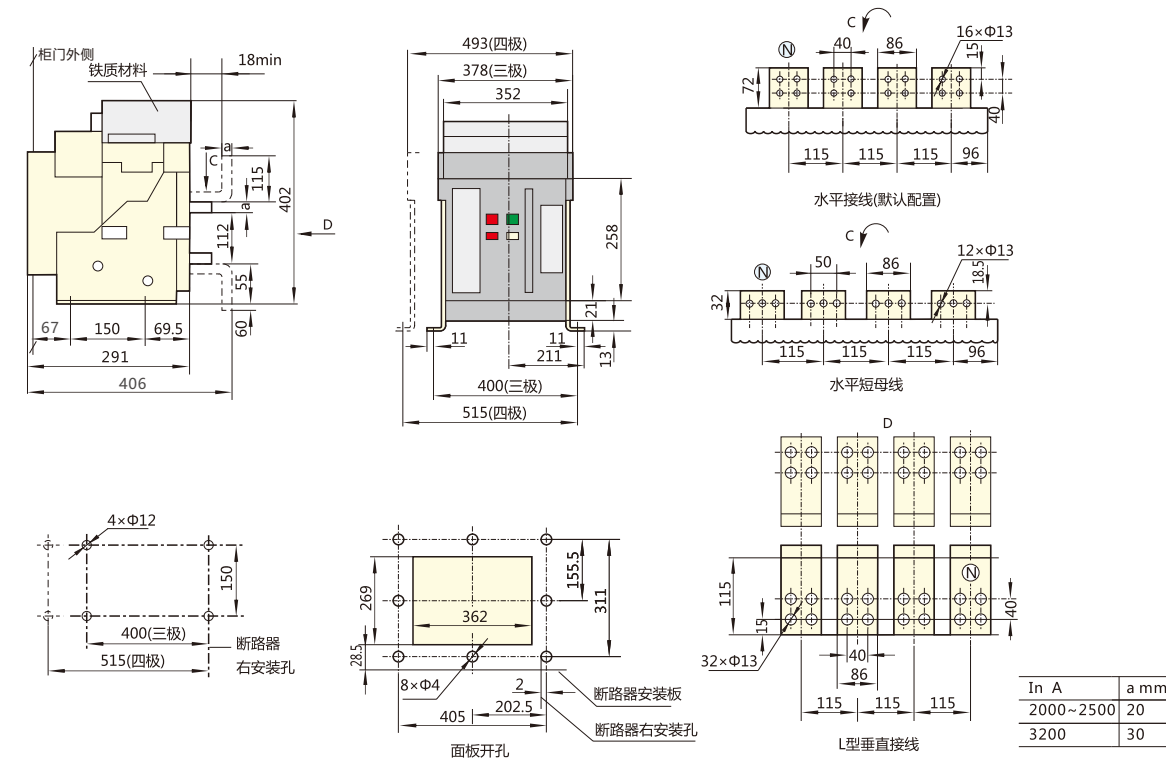 柜门外侧
铁质材料
18min
a
C
115
402
a
112
D
55
60
67
150
69.5
291
406
493(四极)
378(三极)
352
258
21
13
11
11
211
400(三极)
515(四极)
C
16×Φ13
N
40
86
15
72
40
115
115
115
96
水平接线(默认配置)
C
12×Φ13
N
50
86
18.5
32
115
115
115
96
水平短母线
D
N
115
15
40
32×Φ13
40
86
115
115
115
L型垂直接线
4×Φ12
150
400(三极)
515(四极)
断路器
右安装孔
155.5
311
269
362
28.5
8×Φ4
2
202.5
405
断路器安装板
断路器右安装孔
面板开孔
In A a mm
2000~2500 20
3200 30